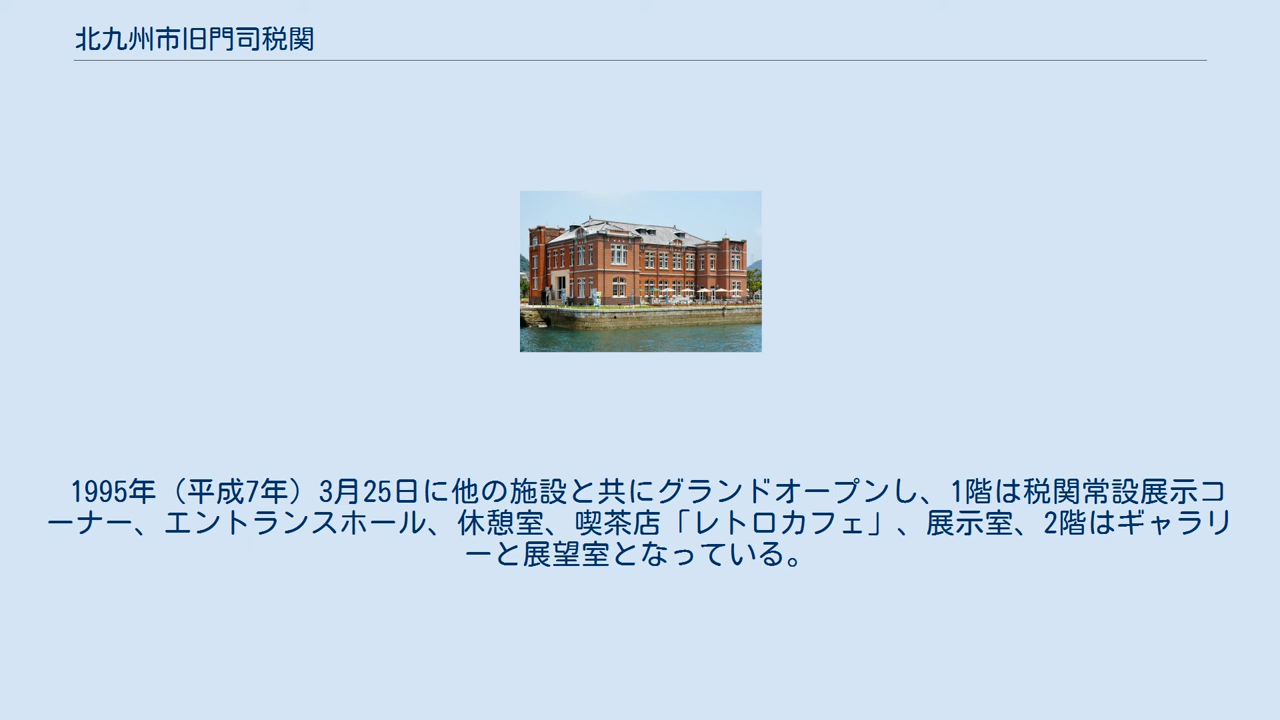 北九州市旧門司税関
1995年（平成7年）3月25日に他の施設と共にグランドオープンし、1階は税関常設展示コ
ーナー、エントランスホール、休憩室、喫茶店「レトロカフェ」、展示室、2階はギャラリ
ーと展望室となっている。